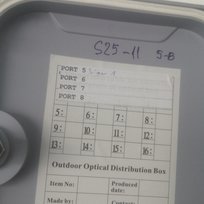 S25-11 5-B
PORT 5
PORT 6
PORT 7
PORT 8
5: 6: 7: 8:
9: 10: 11: 12:
13: 14: 15: 16:
Outdoor Optical Distribution Box
Item No: Produced date:
Made by: